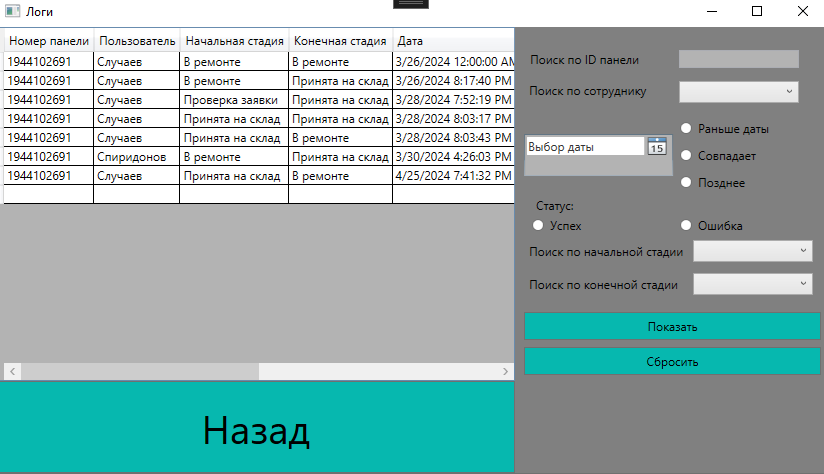 Логи
Номер панели Пользователь Начальная стадия Конечная стадия Дата
1944102691 Случаев В ремонте В ремонте 3/26/2024 12:00:00 AM
1944102691 Случаев В ремонте Принята на склад 3/26/2024 8:17:40 PM
1944102691 Случаев Проверка заявки Принята на склад 3/28/2024 7:52:19 PM
1944102691 Случаев Принята на склад Принята на склад 3/28/2024 8:03:17 PM
1944102691 Случаев Принята на склад В ремонте 3/28/2024 8:03:43 PM
1944102691 Спиридонов В ремонте Принята на склад 3/30/2024 4:26:03 PM
1944102691 Случаев Принята на склад В ремонте 4/25/2024 7:41:32 PM
Назад
Поиск по ID панели
Поиск по сотруднику
Раньше даты
Выбор даты 15
Совпадает
Позднее
Статус:
Успех Ошибка
Поиск по начальной стадии
Поиск по конечной стадии
Показать
Сбросить